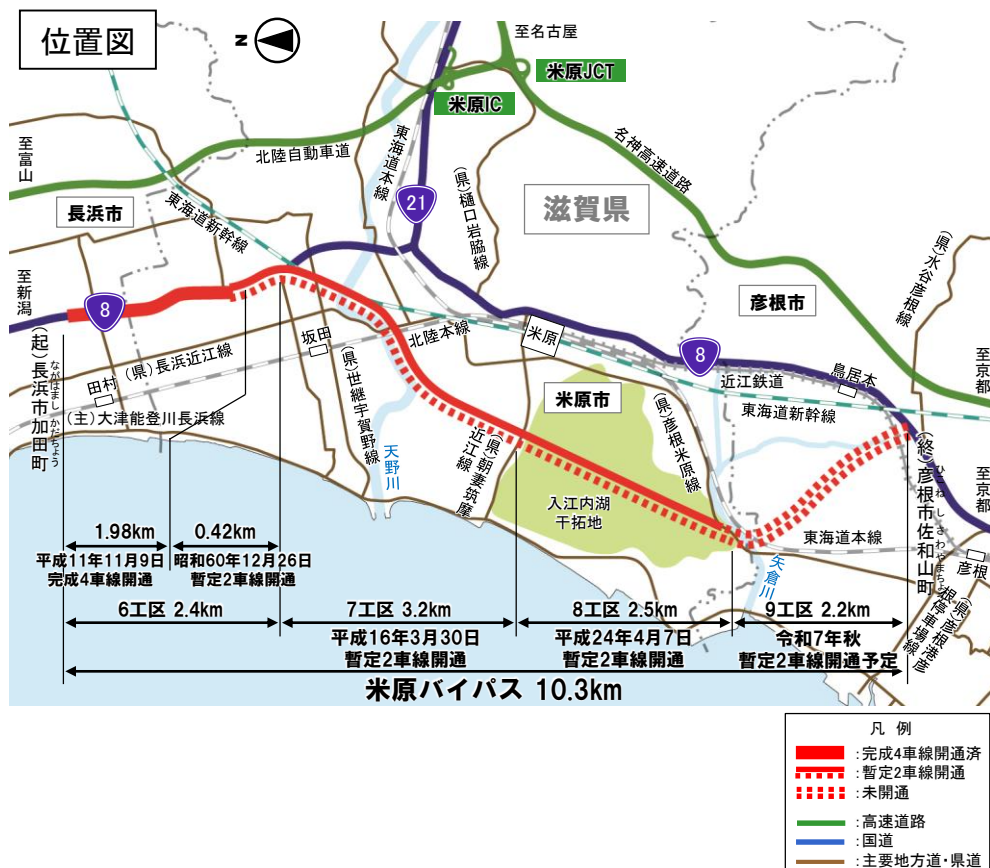 位置図
N
至名古屋
米原JCT
米原IC
至富山
北陸自動車道
東海道本線
名神高速道路
長浜市
東海道新幹線
21
(県)樋口岩脇線
滋賀県
(県)水谷彦根線
至新潟
8
彦根市
北陸本線
米原
8
至京都
坂田
田村
(県)長浜近江線
近江鉄道
鳥居本
(起)長浜市加田町
ながはまし かだちょう
(主)大津能登川長浜線
(県)世継宇賀野線
米原市
東海道新幹線
(県)彦根米原線
天野川
(県)朝妻筑摩
近江線
入江内湖
干拓地
至京都
(終)彦根市佐和山町
ひこね しさわやまちょう
東海道本線
彦根
矢倉川
(県)彦根港彦
根停車場線
1.98km
0.42km
平成11年11月9日
完成4車線開通
昭和60年12月26日
暫定2車線開通
6工区 2.4km
7工区 3.2km
8工区 2.5km
9工区 2.2km
平成16年3月30日
暫定2車線開通
平成24年4月7日
暫定2車線開通
令和7年秋
暫定2車線開通予定
米原バイパス 10.3km
凡 例
:完成4車線開通済
:暫定2車線開通
:未開通
:高速道路
:国道
:主要地方道・県道